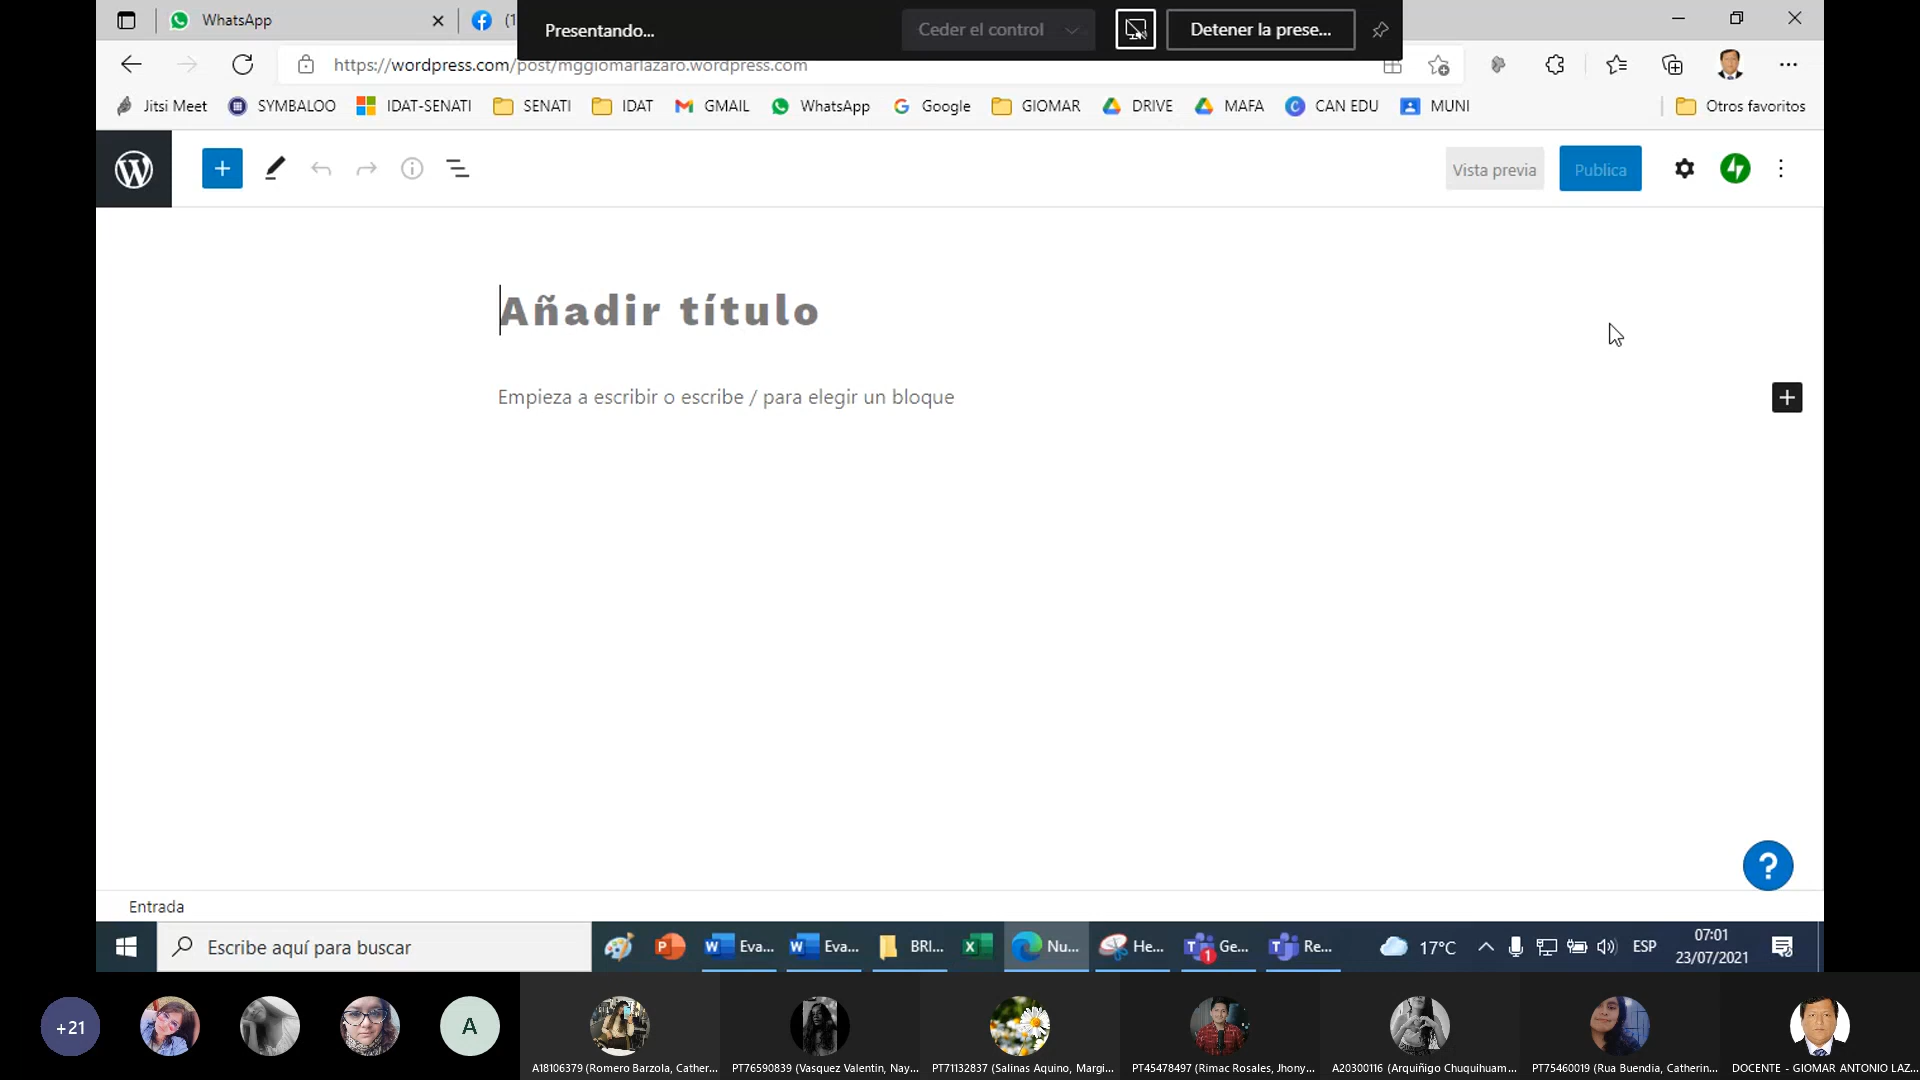 WhatsApp
(1
Presentando...
Ceder el control
Detener la prese...
https://wordpress.com/post/mggiomarlazaro.wordpress.com
Jitsi Meet
SYMBALOO
IDAT-SENATI
SENATI
IDAT
GMAIL
WhatsApp
Google
GIOMAR
DRIVE
MAFA
CAN EDU
MUNI
Otros favoritos
Vista previa
Publica
Añadir título
Empieza a escribir o escribe / para elegir un bloque
Entrada
Escribe aquí para buscar
Eva...
Eva...
BRI...
Nu...
He...
1
Ge...
Re...
17°C
ESP
07:01
23/07/2021
+21
A
A18106379 (Romero Barzola, Cather...
PT76590839 (Vasquez Valentin, Nay...
PT71132837 (Salinas Aquino, Margi...
PT45478497 (Rimac Rosales, Jhony...
A20300116 (Arquiñigo Chuquihuam...
PT75460019 (Rua Buendia, Catherin...
DOCENTE - GIOMAR ANTONIO LAZ...